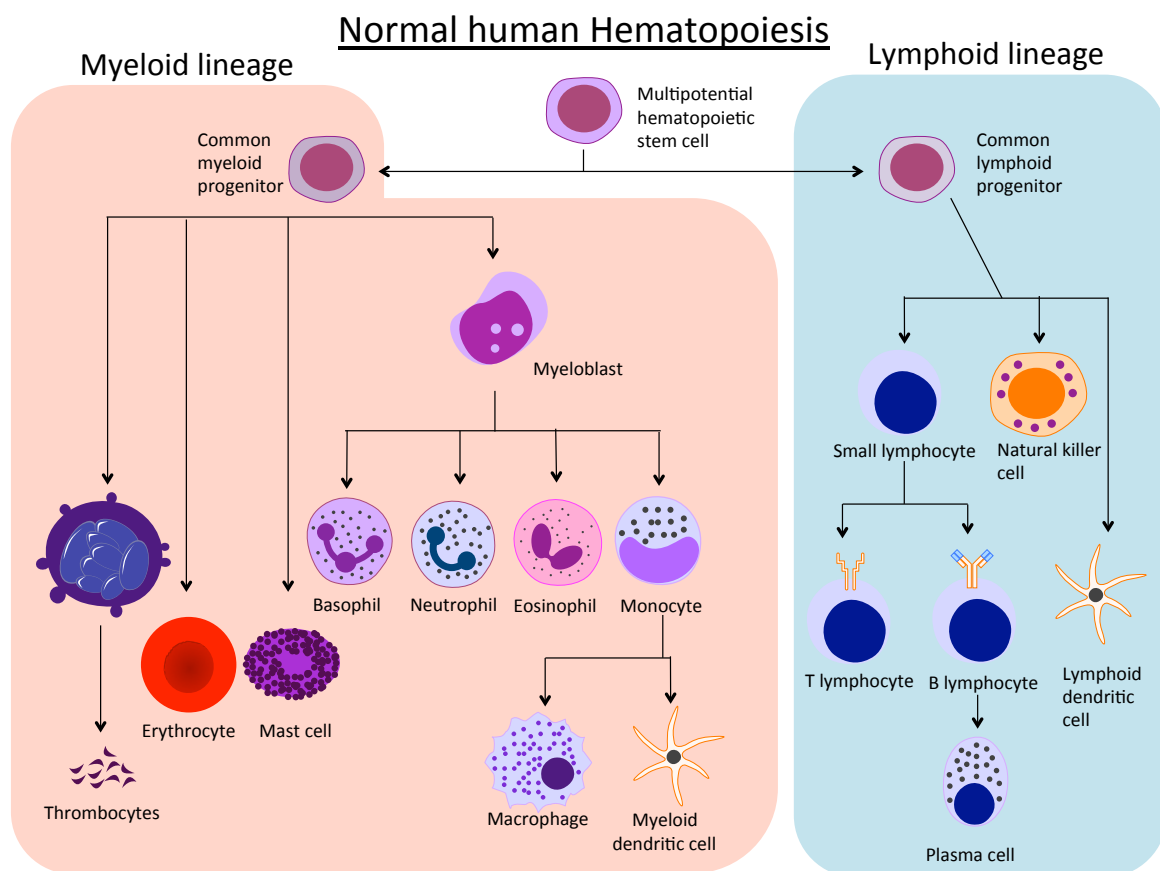 Normal human Hematopoiesis
Myeloid lineage
Lymphoid lineage
Multipotential
hematopoietic
stem cell
Common
myeloid
progenitor
Common
lymphoid
progenitor
Myeloblast
Small lymphocyte
Natural killer
cell
Basophil
Neutrophil
Eosinophil
Monocyte
T lymphocyte
B lymphocyte
Lymphoid
dendritic
cell
Erythrocyte
Mast cell
Thrombocytes
Macrophage
Myeloid
dendritic cell
Plasma cell